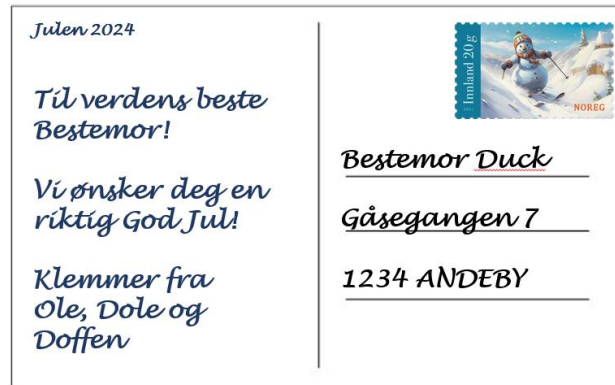 Julen 2024
Til verdens beste
Bestemor!
Vi ønsker deg en
riktig God Jul!
Klemmer fra
Ole, Dole og
Doffen
Innland 20 g
NOREG
Bestemor Duck
Gåsegangen 7
1234 ANDEBY